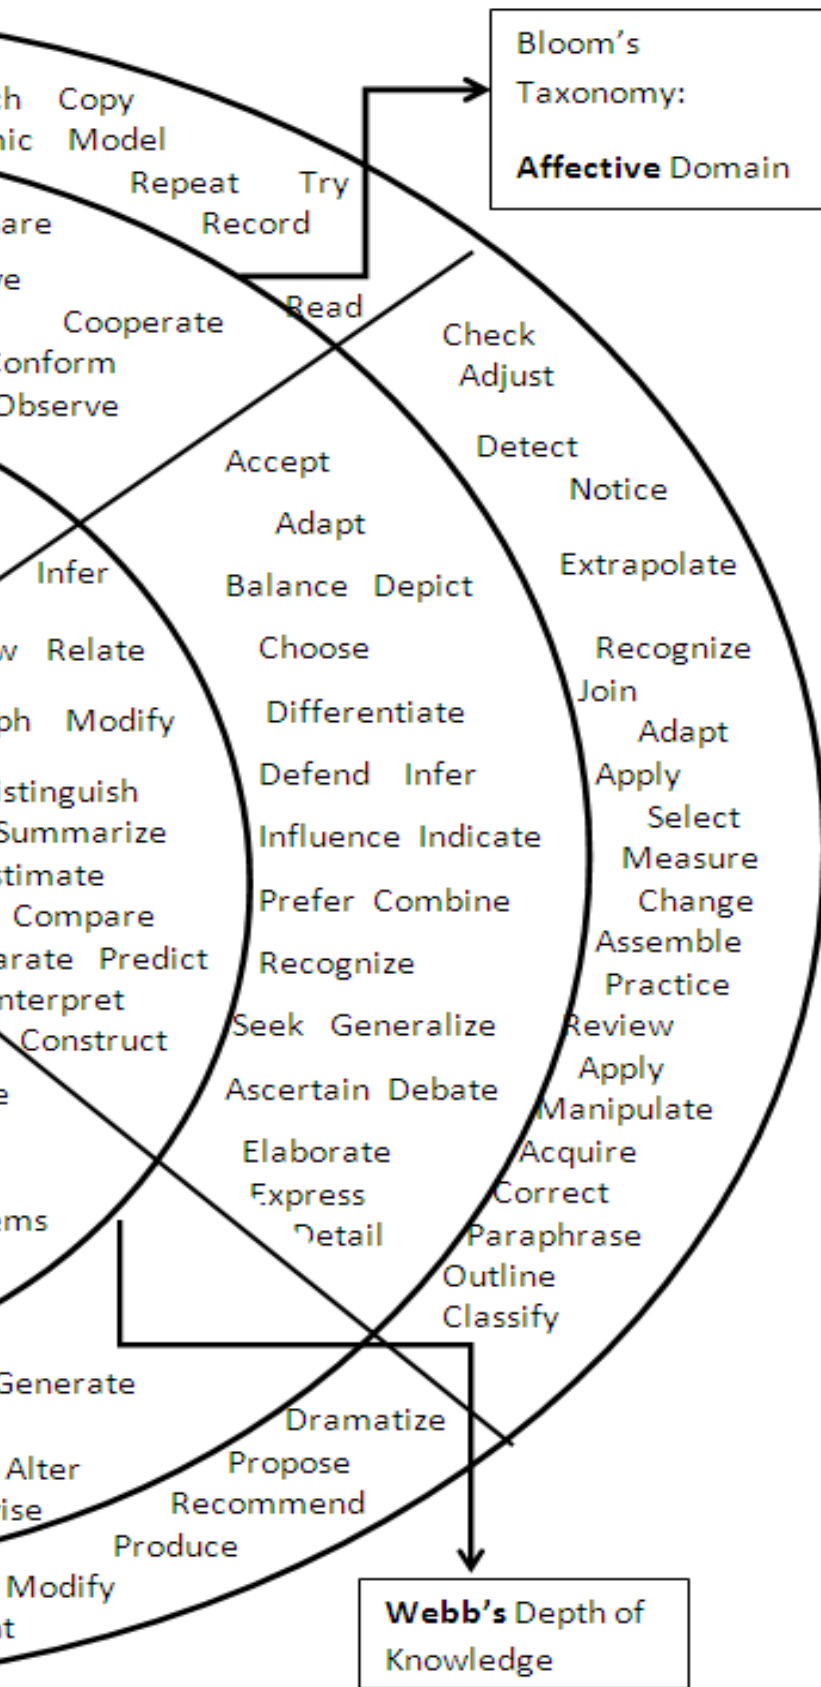 Bloom's
Taxonomy:
Affective Domain
Copy
Model
Repeat Try
Record
Read
Cooperate
Observe
Check
Adjust
Detect
Notice
Extrapolate
Recognize
Join
Adapt
Apply
Select
Measure
Change
Assemble
Practice
Review
Apply
Manipulate
Acquire
Correct
Paraphrase
Outline
Classify
Accept
Adapt
Balance Depict
Choose
Differentiate
Defend Infer
Influence Indicate
Prefer Combine
Recognize
Seek Generalize
Ascertain Debate
Elaborate
Express
Detail
Infer
Relate
Modify
Summarize
Compare
Predict
Construct
Generate
Alter
Dramatize
Propose
Recommend
Produce
Modify
Webb's Depth of
Knowledge